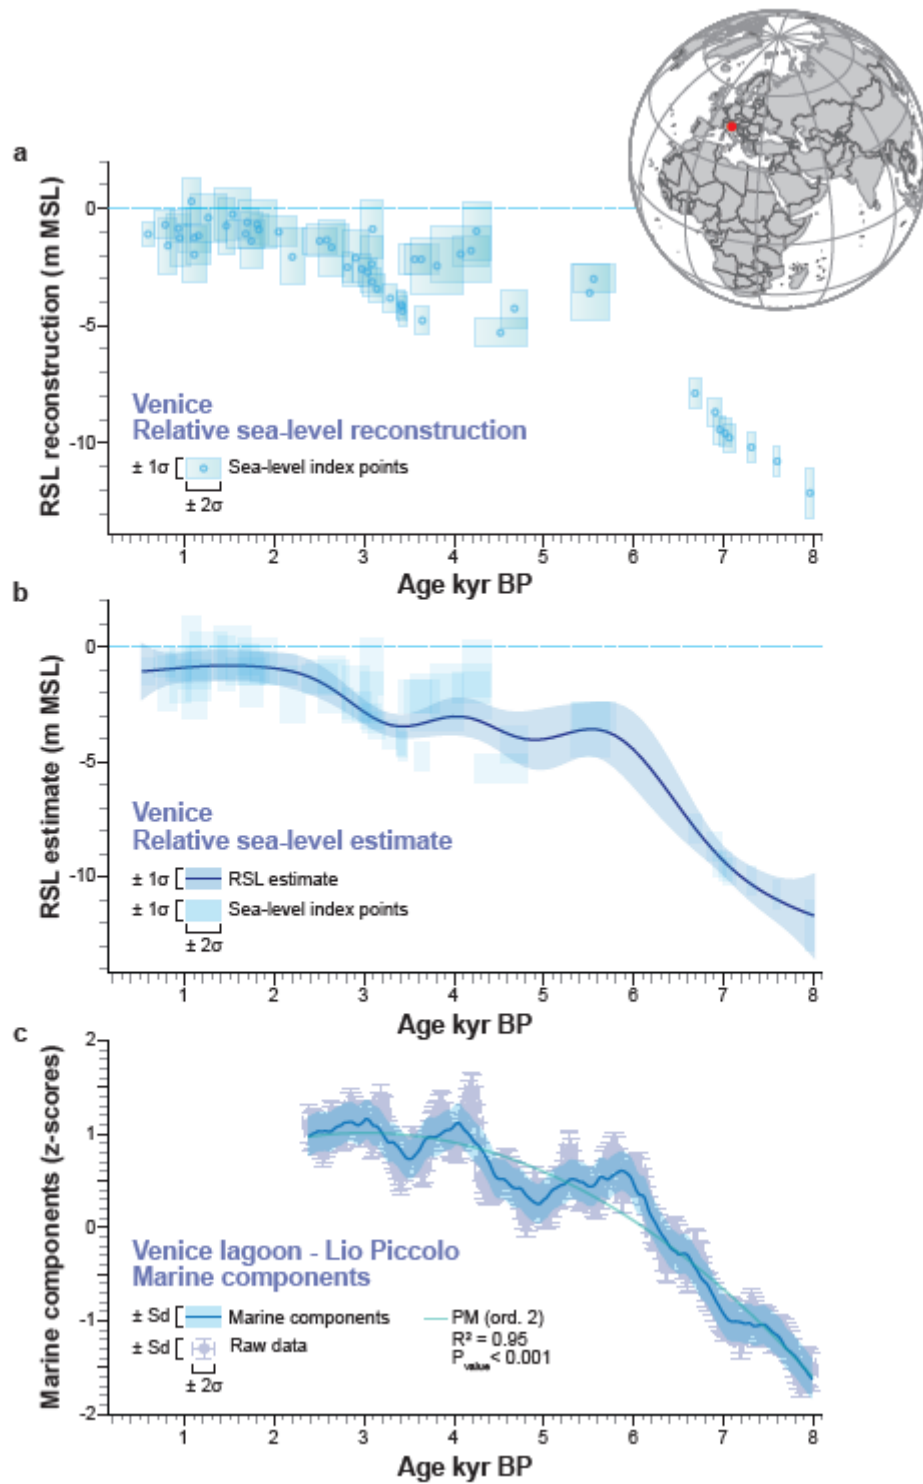 a
RSL reconstruction (m MSL)
0
-5
-10
Venice
Relative sea-level reconstruction
± 1σ Sea-level index points
± 2σ
1 2 3 4 5 6 7 8
Age kyr BP
b
RSL estimate (m MSL)
0
-5
-10
Venice
Relative sea-level estimate
± 1σ RSL estimate
± 1σ Sea-level index points
± 2σ
1 2 3 4 5 6 7 8
Age kyr BP
c
Marine components (z-scores)
2
1
0
-1
-2
Venice lagoon - Lio Piccolo
Marine components
± Sd Marine components
± Sd Raw data
± 2σ
PM (ord. 2)
R² = 0.95
Pvalue < 0.001
1 2 3 4 5 6 7 8
Age kyr BP